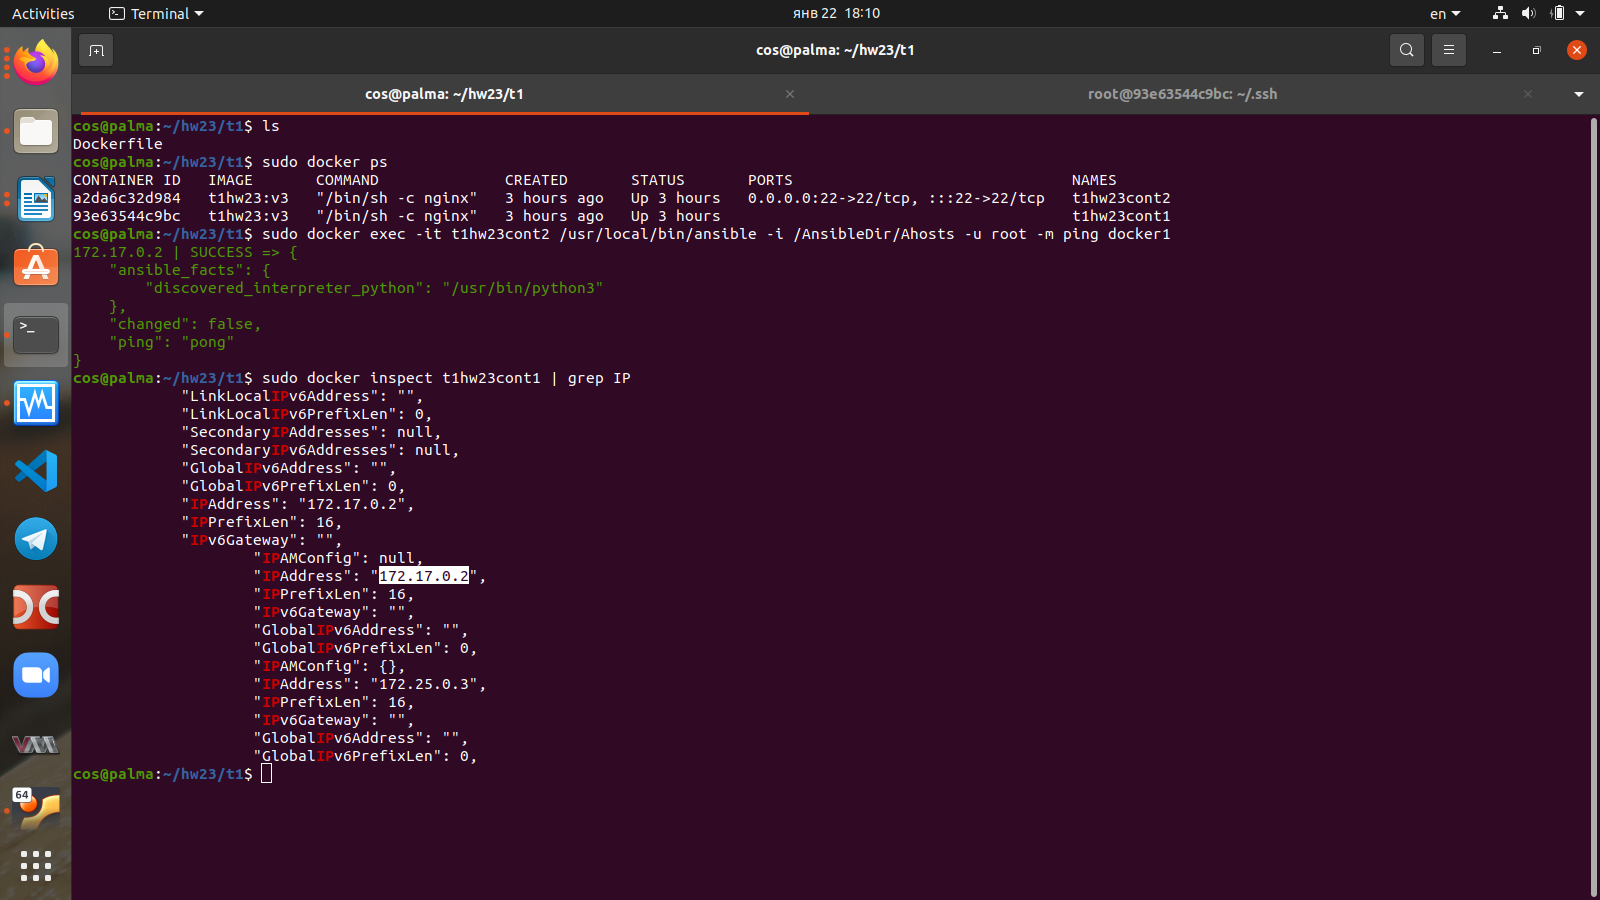 Activities Terminal янв 22 18:10 en
cos@palma: ~/hw23/t1
cos@palma: ~/hw23/t1 root@93e63544c9bc: ~/.ssh
cos@palma:~/hw23/t1$ ls
Dockerfile
cos@palma:~/hw23/t1$ sudo docker ps
CONTAINER ID   IMAGE       COMMAND                CREATED       STATUS       PORTS                               NAMES
a2da6c32d984   t1hw23:v3   "/bin/sh -c nginx"   3 hours ago   Up 3 hours   0.0.0.0:22->22/tcp, :::22->22/tcp   t1hw23cont2
93e63544c9bc   t1hw23:v3   "/bin/sh -c nginx"   3 hours ago   Up 3 hours                                       t1hw23cont1
cos@palma:~/hw23/t1$ sudo docker exec -it t1hw23cont2 /usr/local/bin/ansible -i /AnsibleDir/Ahosts -u root -m ping docker1
172.17.0.2 | SUCCESS => {
    "ansible_facts": {
        "discovered_interpreter_python": "/usr/bin/python3"
    },
    "changed": false,
    "ping": "pong"
}
cos@palma:~/hw23/t1$ sudo docker inspect t1hw23cont1 | grep IP
            "LinkLocalIPv6Address": "",
            "LinkLocalIPv6PrefixLen": 0,
            "SecondaryIPAddresses": null,
            "SecondaryIPv6Addresses": null,
            "GlobalIPv6Address": "",
            "GlobalIPv6PrefixLen": 0,
            "IPAddress": "172.17.0.2",
            "IPPrefixLen": 16,
            "IPv6Gateway": "",
                    "IPAMConfig": null,
                    "IPAddress": "172.17.0.2",
                    "IPPrefixLen": 16,
                    "IPv6Gateway": "",
                    "GlobalIPv6Address": "",
                    "GlobalIPv6PrefixLen": 0,
                    "IPAMConfig": {},
                    "IPAddress": "172.25.0.3",
                    "IPPrefixLen": 16,
                    "IPv6Gateway": "",
                    "GlobalIPv6Address": "",
                    "GlobalIPv6PrefixLen": 0,
cos@palma:~/hw23/t1$
64